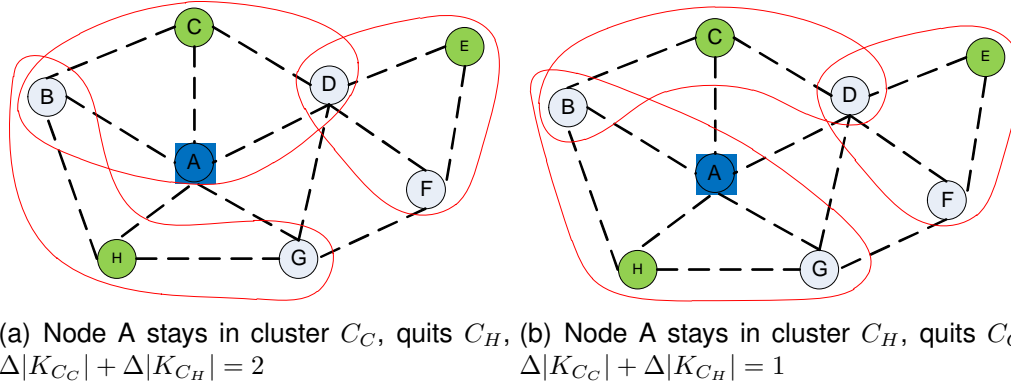 C
E
D
B
A
F
H
G
C
E
D
B
A
F
H
G
(a) Node A stays in cluster $C_C$, quits $C_H$,
$\Delta|K_{C_C}| + \Delta|K_{C_H}| = 2$
(b) Node A stays in cluster $C_H$, quits $C_C$
$\Delta|K_{C_C}| + \Delta|K_{C_H}| = 1$